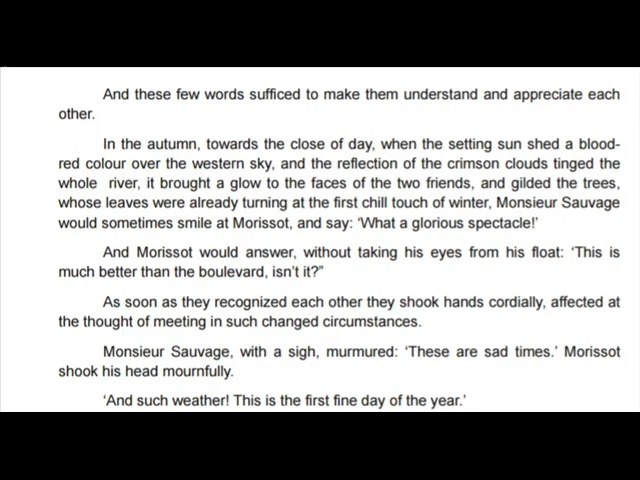 And these few words sufficed to make them understand and appreciate each
other.
In the autumn, towards the close of day, when the setting sun shed a blood-
red colour over the western sky, and the reflection of the crimson clouds tinged the
whole river, it brought a glow to the faces of the two friends, and gilded the trees,
whose leaves were already turning at the first chill touch of winter, Monsieur Sauvage
would sometimes smile at Morissot, and say: ‘What a glorious spectacle!’
And Morissot would answer, without taking his eyes from his float: ‘This is
much better than the boulevard, isn’t it?”
As soon as they recognized each other they shook hands cordially, affected at
the thought of meeting in such changed circumstances.
Monsieur Sauvage, with a sigh, murmured: ‘These are sad times.’ Morissot
shook his head mournfully.
‘And such weather! This is the first fine day of the year.’